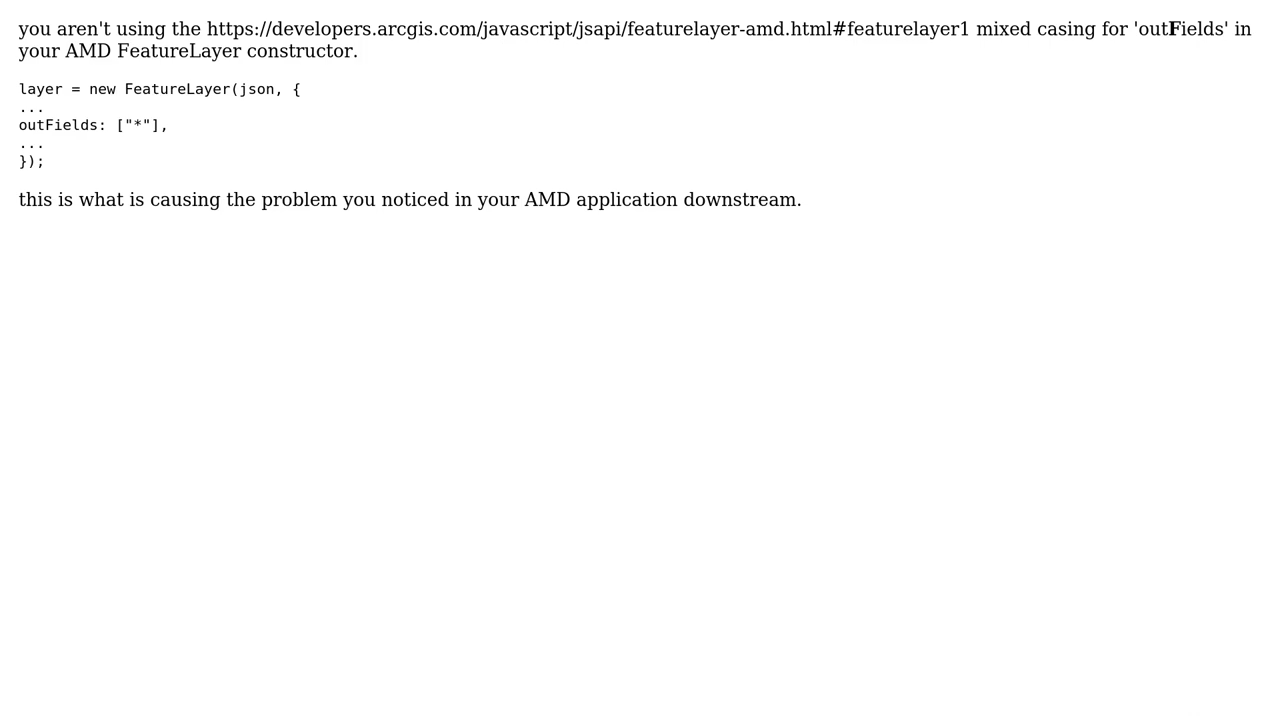 you aren't using the https://developers.arcgis.com/javascript/jsapi/featurelayer-amd.html#featurelayer1 mixed casing for 'outFields' in
your AMD FeatureLayer constructor.
layer = new FeatureLayer(json, {
...
outFields: ["*"],
...
});
this is what is causing the problem you noticed in your AMD application downstream.